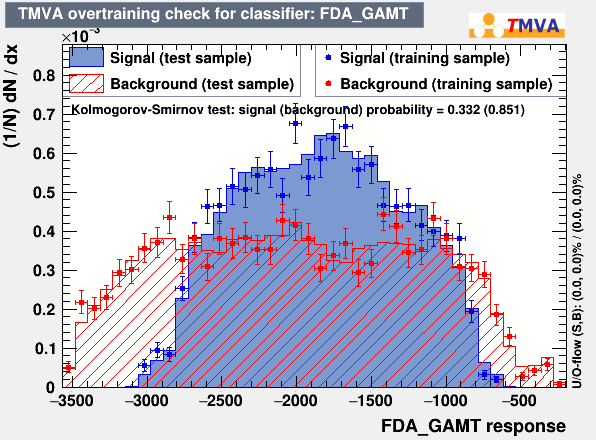 TMVA overtraining check for classifier: FDA_GAMT
TMVA
×10⁻³
Signal (test sample)
Background (test sample)
Signal (training sample)
Background (training sample)
Kolmogorov-Smirnov test: signal (background) probability = 0.332 (0.851)
(1/N) dN / dx
0.8
0.7
0.6
0.5
0.4
0.3
0.2
0.1
0
−3500 −3000 −2500 −2000 −1500 −1000 −500
FDA_GAMT response
U/O-flow (S,B): (0.0, 0.0)% / (0.0, 0.0)%